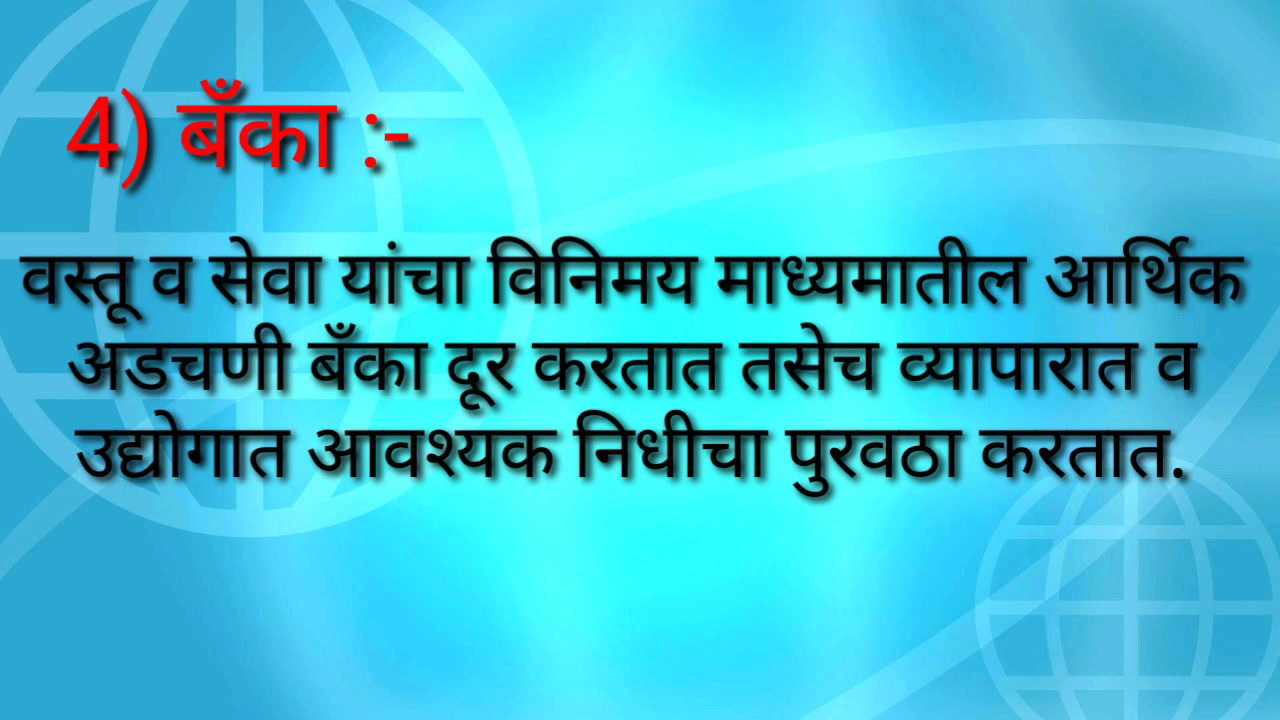 4) बँका :-
वस्तू व सेवा यांचा विनिमय माध्यमातील आर्थिक
अडचणी बँका दूर करतात तसेच व्यापारात व
उद्योगात आवश्यक निधीचा पुरवठा करतात.